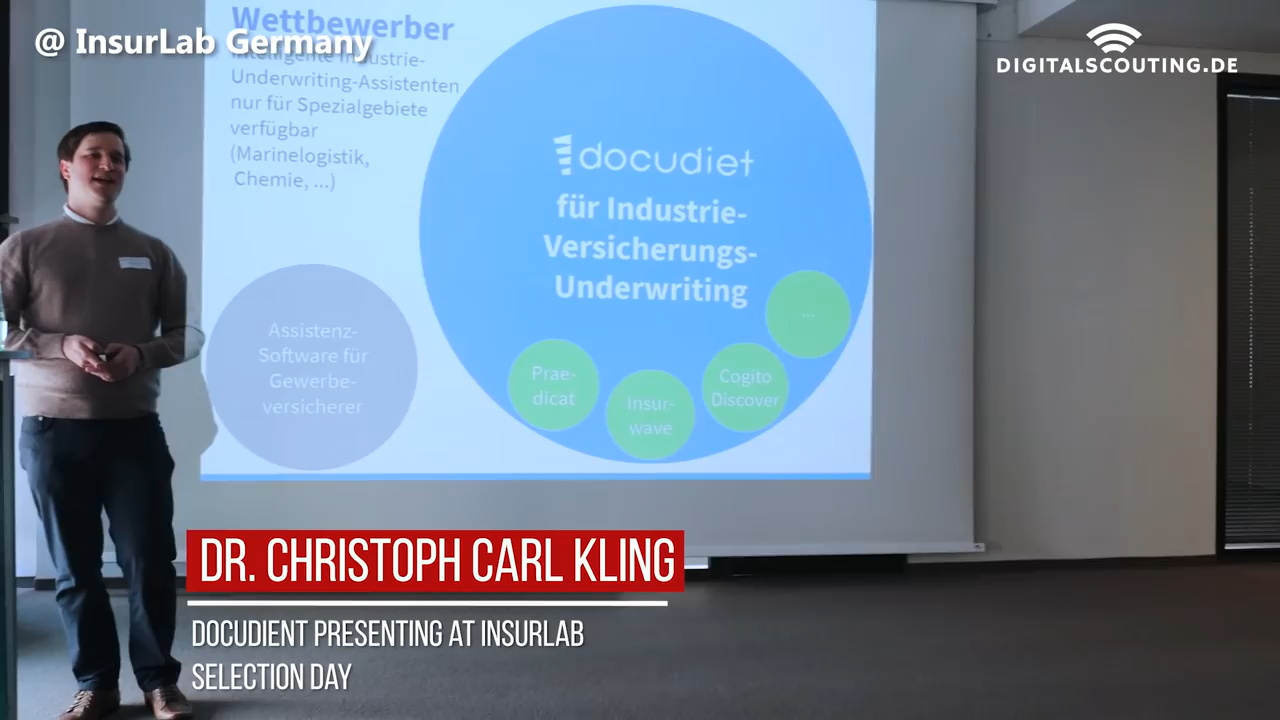 @ InsurLab Germany
DIGITALSCOUTING.DE
Wettbewerber
Intelligente Industrie-
Underwriting-Assistenten
nur für Spezialgebiete
verfügbar
(Marinelogistik,
Chemie, ...)
docudiet
für Industrie-
Versicherungs-
Underwriting
Assistenz-
Software für
Gewerbe-
versicherer
Prae-
dicat
Insur-
wave
Cogito
Discover
...
DR. CHRISTOPH CARL KLING
DOCUDIENT PRESENTING AT INSURLAB
SELECTION DAY